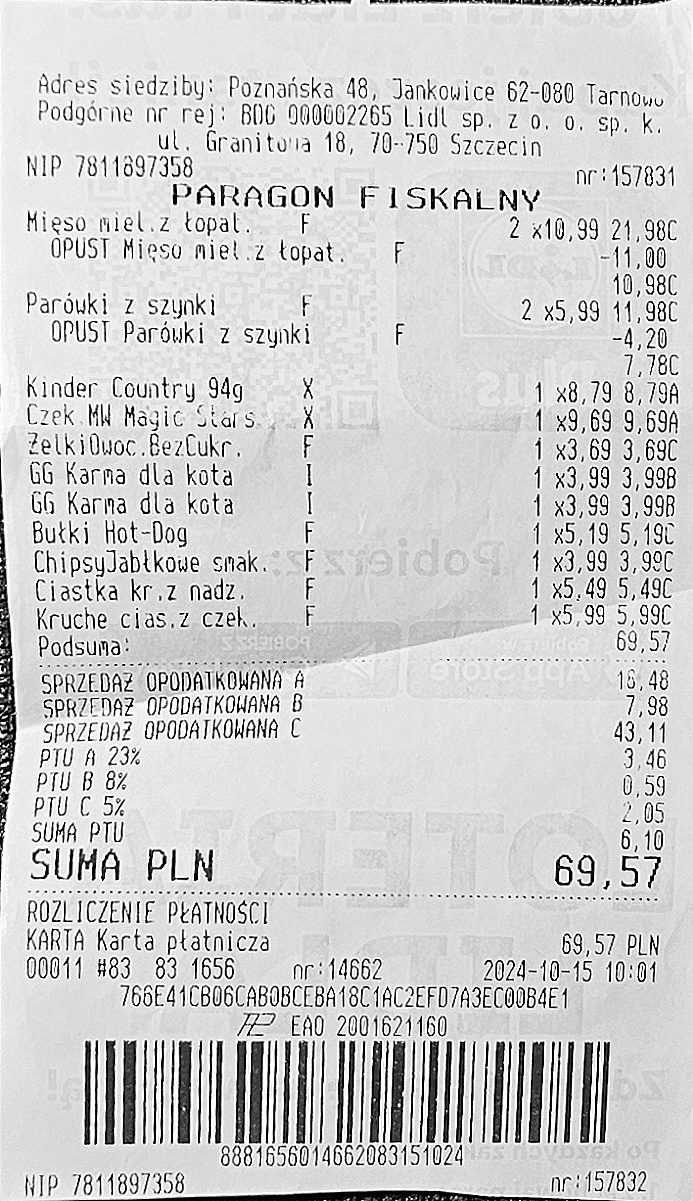 Adres siedziby: Poznańska 48, Jankowice 62-080 Tarnowo
Podgórne nr rej: BDO 000002265 Lidl sp. z o. o. sp. k.
ul. Granitowa 18, 70-750 Szczecin
NIP 7811897358 nr:157831
PARAGON FISKALNY
Mięso miel.z łopat. F 2 x10,99 21,98C
OPUST Mięso miel.z łopat. F -11,00
10,98C
Parówki z szynki F 2 x5,99 11,98C
OPUST Parówki z szynki F -4,20
7,78C
Kinder Country 94g X 1 x8,79 8,79A
Czek.MW Magic Stars X 1 x9,69 9,69A
ŻelkiOwoc.BezCukr. F 1 x3,69 3,69C
GG Karma dla kota I 1 x3,99 3,99B
GG Karma dla kota I 1 x3,99 3,99B
Bułki Hot-Dog F 1 x5,19 5,19C
ChipsyJabłkowe smak. F 1 x3,99 3,99C
Ciastka kr.z nadz. F 1 x5,49 5,49C
Kruche cias.z czek. F 1 x5,99 5,99C
Podsuma: 69,57
SPRZEDAŻ OPODATKOWANA A 18,48
SPRZEDAŻ OPODATKOWANA B 7,98
SPRZEDAŻ OPODATKOWANA C 43,11
PTU A 23% 3,46
PTU B 8% 0,59
PTU C 5% 2,05
SUMA PTU 6,10
SUMA PLN 69,57
ROZLICZENIE PŁATNOŚCI
KARTA Karta płatnicza 69,57 PLN
00011 #83 83 1656 nr:14662 2024-10-15 10:01
766E41CB06CAB0BCEBA18C1AC2EFD7A3EC00B4E1
EAO 2001621160
88816560146620831510​24
NIP 7811897358 nr:157832